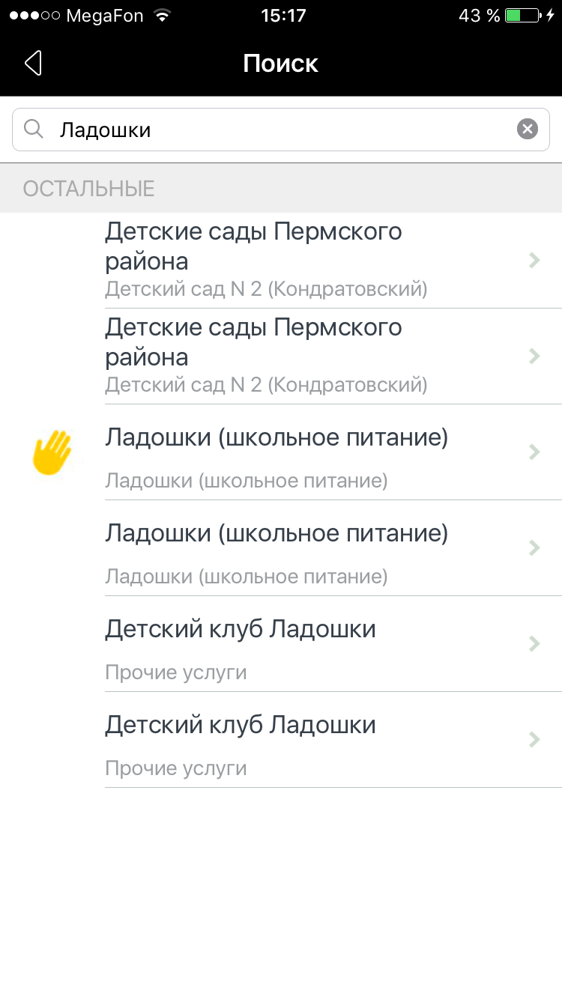 MegaFon 15:17 43 %
Поиск
Ладошки
ОСТАЛЬНЫЕ
Детские сады Пермского
района
Детский сад N 2 (Кондратовский)
Детские сады Пермского
района
Детский сад N 2 (Кондратовский)
Ладошки (школьное питание)
Ладошки (школьное питание)
Ладошки (школьное питание)
Ладошки (школьное питание)
Детский клуб Ладошки
Прочие услуги
Детский клуб Ладошки
Прочие услуги